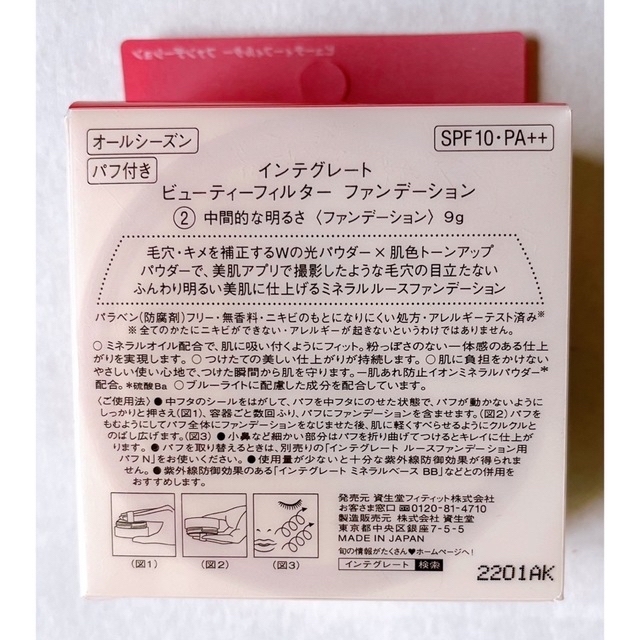 ビューティーフィルター ファンデーション
オールシーズン
SPF10・PA++
パフ付き
インテグレート
ビューティーフィルター ファンデーション
② 中間的な明るさ 〈ファンデーション〉 9g
毛穴・キメを補正するWの光パウダー × 肌色トーンアップ
パウダーで、美肌アプリで撮影したような毛穴の目立たない
ふんわり明るい美肌に仕上げるミネラル ルースファンデーション
パラベン(防腐剤)フリー・無香料・ニキビのもとになりにくい処方・アレルギーテスト済み※
※全てのかたにニキビができない・アレルギーが起きないというわけではありません。
○ミネラルオイル配合で、肌に吸い付くようにフィット。粉っぽさのない一体感のある仕上
がりを実現します。○つけたての美しい仕上がりが持続します。○肌に負担をかけない
やさしい使い心地で、つけた瞬間から肌を守ります。―肌あれ防止イオンミネラルパウダー*
配合。*硫酸Ba ○ブルーライトに配慮した成分を配合しています。
〈ご使用法〉●中フタのシールをはがして、パフを中フタにのせた状態で、パフが動かないように
しっかりと押さえ(図1)、容器ごと数回ふり、パフにファンデーションを含ませます。(図2) パフを
もむようにしてパフ全体にファンデーションをなじませた後、肌に軽くすべらせるようにクルクルと
のばし広げます。(図3) ●小鼻など細かい部分はパフを折り曲げてつけるとキレイに仕上が
ります。●パフを取り替えるときは、別売りの「インテグレート ルースファンデーション用
パフN」をお使いください。●使用量が少ないと十分な紫外線防御効果が得られま
せん。●紫外線防御効果のある「インテグレート ミネラルベース BB」などとの併用を
おすすめします。
(図1)
(図2)
(図3)
発売元 資生堂フィティット株式会社
お客さま窓口 0120-81-4710
製造販売元 株式会社 資生堂
東京都中央区銀座7-5-5
MADE IN JAPAN
旬の情報がたくさん♥ホームページへ!
インテグレート 検索
2201AK